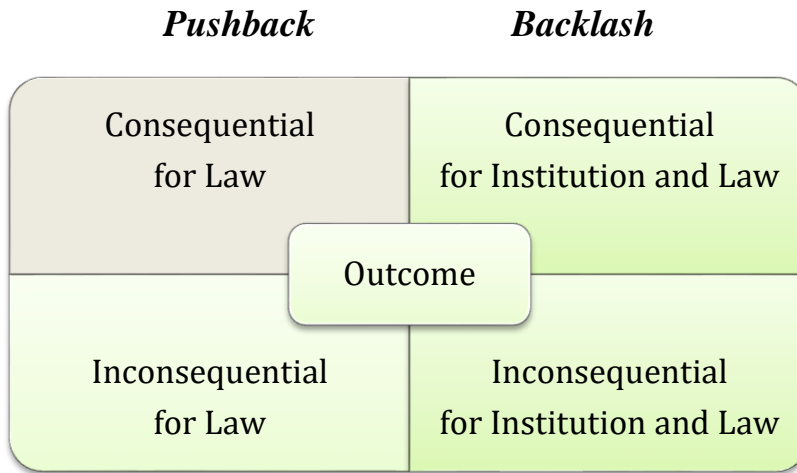 Pushback
Backlash
Consequential
for Law
Consequential
for Institution and Law
Outcome
Inconsequential
for Law
Inconsequential
for Institution and Law